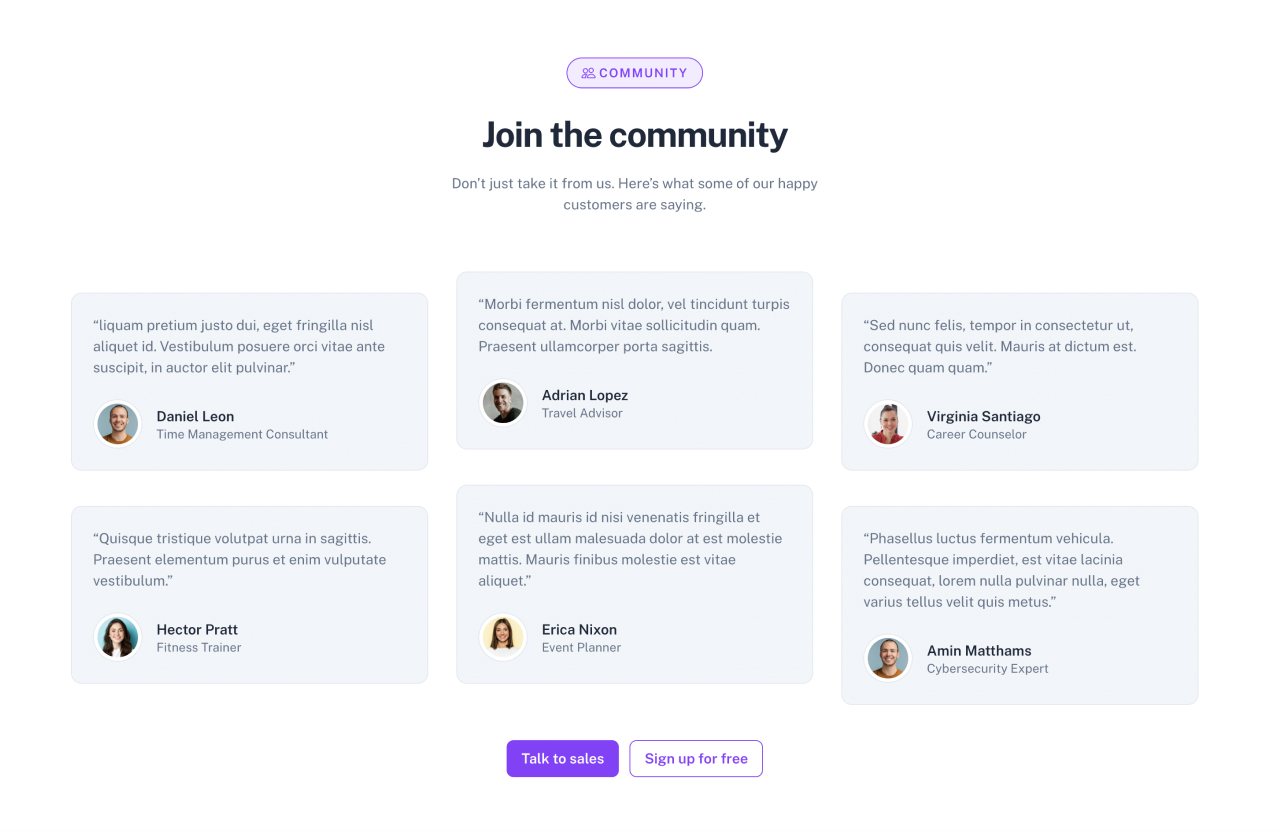 COMMUNITY
Join the community
Don’t just take it from us. Here’s what some of our happy
customers are saying.
“liquam pretium justo dui, eget fringilla nisl
aliquet id. Vestibulum posuere orci vitae ante
suscipit, in auctor elit pulvinar.”
Daniel Leon
Time Management Consultant
“Morbi fermentum nisl dolor, vel tincidunt turpis
consequat at. Morbi vitae sollicitudin quam.
Praesent ullamcorper porta sagittis.
Adrian Lopez
Travel Advisor
“Sed nunc felis, tempor in consectetur ut,
consequat quis velit. Mauris at dictum est.
Donec quam quam.”
Virginia Santiago
Career Counselor
“Quisque tristique volutpat urna in sagittis.
Praesent elementum purus et enim vulputate
vestibulum.”
Hector Pratt
Fitness Trainer
“Nulla id mauris id nisi venenatis fringilla et
eget est ullam malesuada dolor at est molestie
mattis. Mauris finibus molestie est vitae
aliquet.”
Erica Nixon
Event Planner
“Phasellus luctus fermentum vehicula.
Pellentesque imperdiet, est vitae lacinia
consequat, lorem nulla pulvinar nulla, eget
varius tellus velit quis metus.”
Amin Matthams
Cybersecurity Expert
Talk to sales
Sign up for free